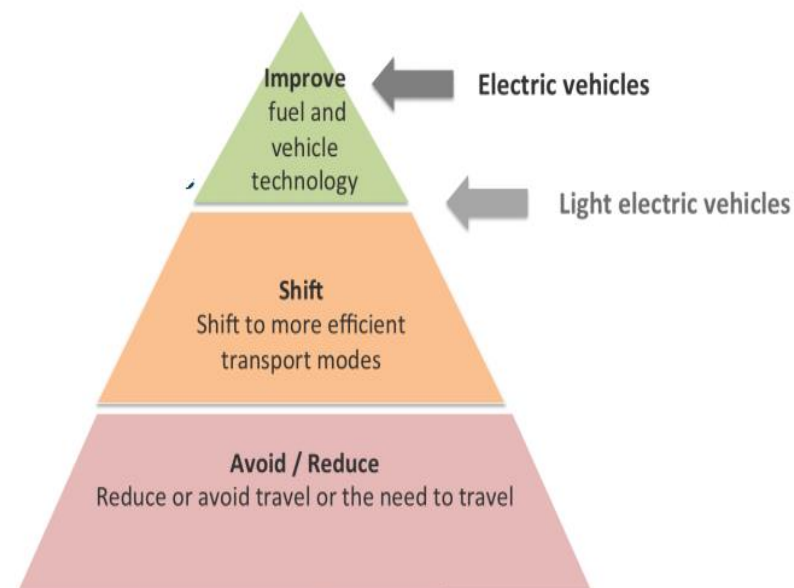 Improve
fuel and
vehicle
technology
Electric vehicles
Light electric vehicles
Shift
Shift to more efficient
transport modes
Avoid / Reduce
Reduce or avoid travel or the need to travel